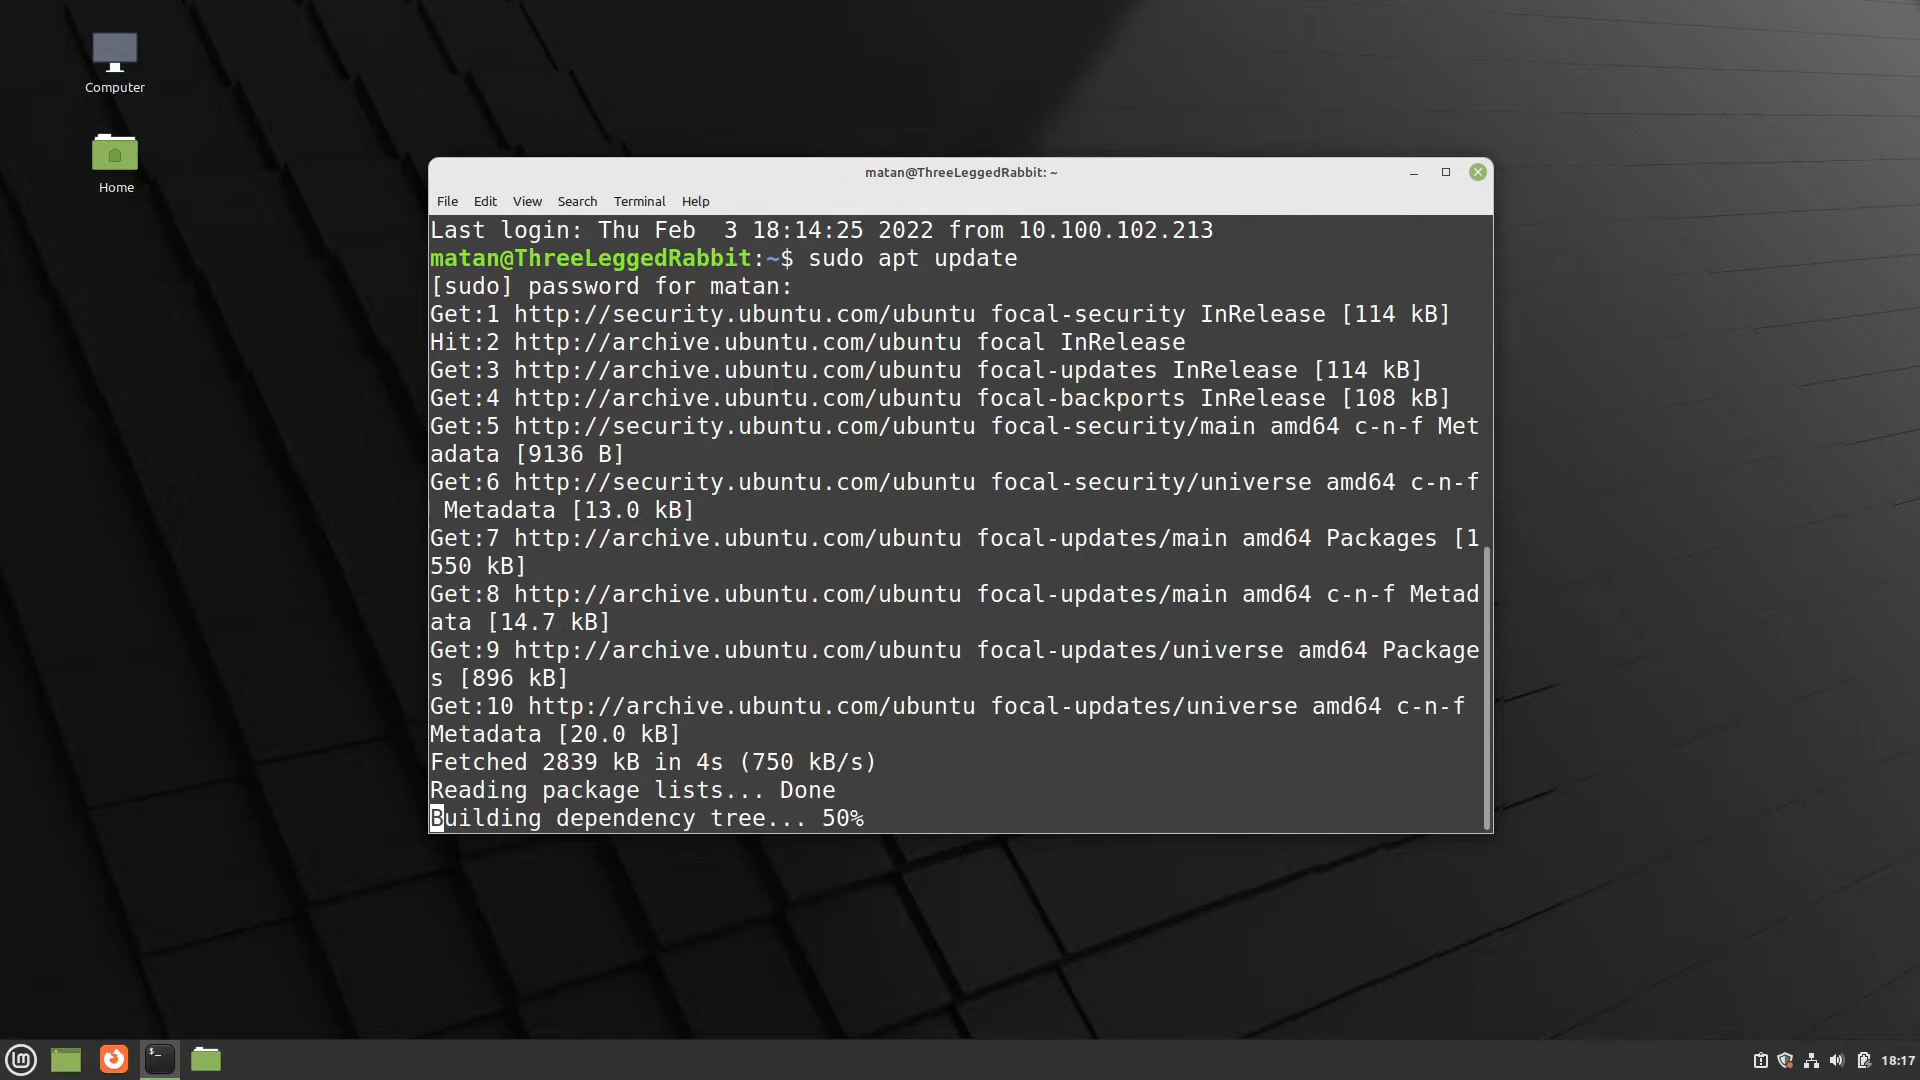 Computer
Home
matan@ThreeLeggedRabbit: ~
File Edit View Search Terminal Help
Last login: Thu Feb  3 18:14:25 2022 from 10.100.102.213
matan@ThreeLeggedRabbit:~$ sudo apt update
[sudo] password for matan:
Get:1 http://security.ubuntu.com/ubuntu focal-security InRelease [114 kB]
Hit:2 http://archive.ubuntu.com/ubuntu focal InRelease
Get:3 http://archive.ubuntu.com/ubuntu focal-updates InRelease [114 kB]
Get:4 http://archive.ubuntu.com/ubuntu focal-backports InRelease [108 kB]
Get:5 http://security.ubuntu.com/ubuntu focal-security/main amd64 c-n-f Met
adata [9136 B]
Get:6 http://security.ubuntu.com/ubuntu focal-security/universe amd64 c-n-f
 Metadata [13.0 kB]
Get:7 http://archive.ubuntu.com/ubuntu focal-updates/main amd64 Packages [1
550 kB]
Get:8 http://archive.ubuntu.com/ubuntu focal-updates/main amd64 c-n-f Metad
ata [14.7 kB]
Get:9 http://archive.ubuntu.com/ubuntu focal-updates/universe amd64 Package
s [896 kB]
Get:10 http://archive.ubuntu.com/ubuntu focal-updates/universe amd64 c-n-f
Metadata [20.0 kB]
Fetched 2839 kB in 4s (750 kB/s)
Reading package lists... Done
Building dependency tree... 50%
18:17